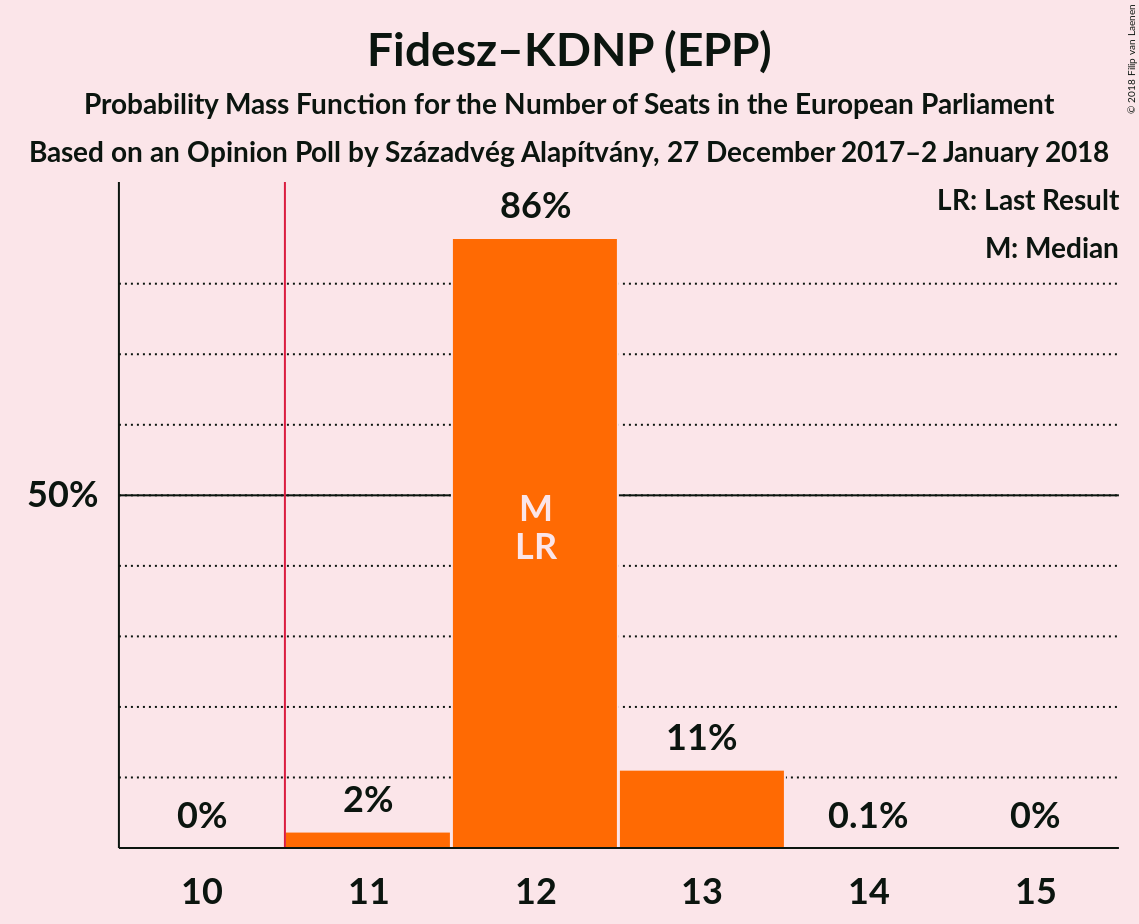 Fidesz–KDNP (EPP)
Probability Mass Function for the Number of Seats in the European Parliament
Based on an Opinion Poll by Századvég Alapítvány, 27 December 2017–2 January 2018
© 2018 Filip van Laenen
LR: Last Result
M: Median
86%
50%
M
LR
11%
2%
0%
0.1%
0%
10 11 12 13 14 15